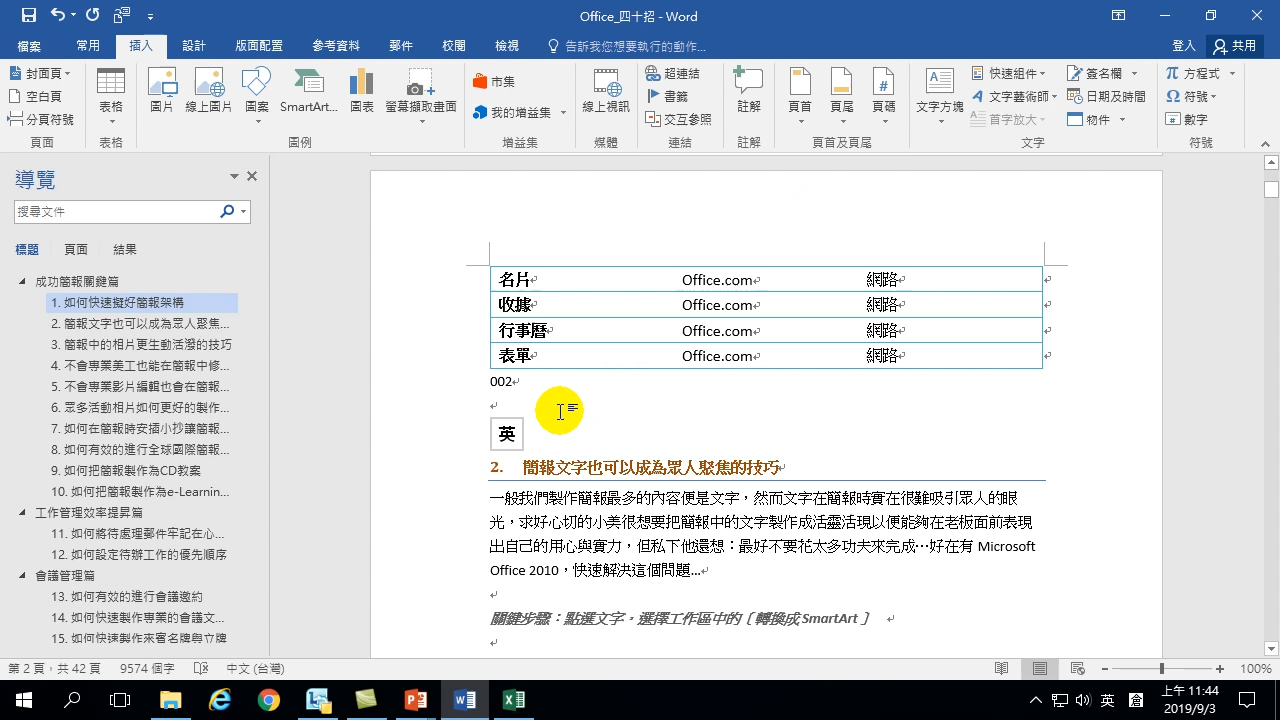 Office_四十招 - Word
檔案 常用 插入 設計 版面配置 參考資料 郵件 校閱 檢視 告訴我您想要執行的動作... 登入 共用
封面頁 空白頁 分頁符號 頁面
表格 表格
圖片 線上圖片 圖案 SmartArt... 圖表 螢幕擷取畫面 圖例
市集 我的增益集 增益集
線上視訊 媒體
超連結 書籤 交互參照 連結
註解 註解
頁首 頁尾 頁碼 頁首及頁尾
文字方塊 快速組件 文字藝術師 首字放大 簽名欄 日期及時間 物件 文字
方程式 符號 數字 符號
導覽
搜尋文件
標題 頁面 結果
成功簡報關鍵篇
1. 如何快速擬好簡報架構
2. 簡報文字也可以成為眾人聚焦...
3. 簡報中的相片更生動活潑的技巧
4. 不會專業美工也能在簡報中修...
5. 不會專業影片編輯也會在簡報...
6. 眾多活動相片如何更好的製作...
7. 如何在簡報時安插小抄讓簡報...
8. 如何有效的進行全球國際簡報...
9. 如何把簡報製作為CD教案
10. 如何把簡報製作為e-Learnin...
工作管理效率提昇篇
11. 如何將待處理郵件牢記在心...
12. 如何設定待辦工作的優先順序
會議管理篇
13. 如何有效的進行會議邀約
14. 如何快速製作專業的會議文...
15. 如何快速製作來賓名牌與立牌
名片 Office.com 網路
收據 Office.com 網路
行事曆 Office.com 網路
表單 Office.com 網路
002
英
2. 簡報文字也可以成為眾人聚焦的技巧
一般我們製作簡報最多的內容便是文字，然而文字在簡報時實在很難吸引眾人的眼
光，求好心切的小美很想要把簡報中的文字製作成活靈活現以便能夠在老板面前表現
出自己的用心與實力，但私下他還想：最好不要花太多功夫來完成…好在有 Microsoft
Office 2010，快速解決這個問題...
關鍵步驟：點選文字，選擇工作區中的〔轉換成 SmartArt〕
第 2 頁，共 42 頁 9574 個字 中文 (台灣) 100%
英 倉 上午 11:44
2019/9/3